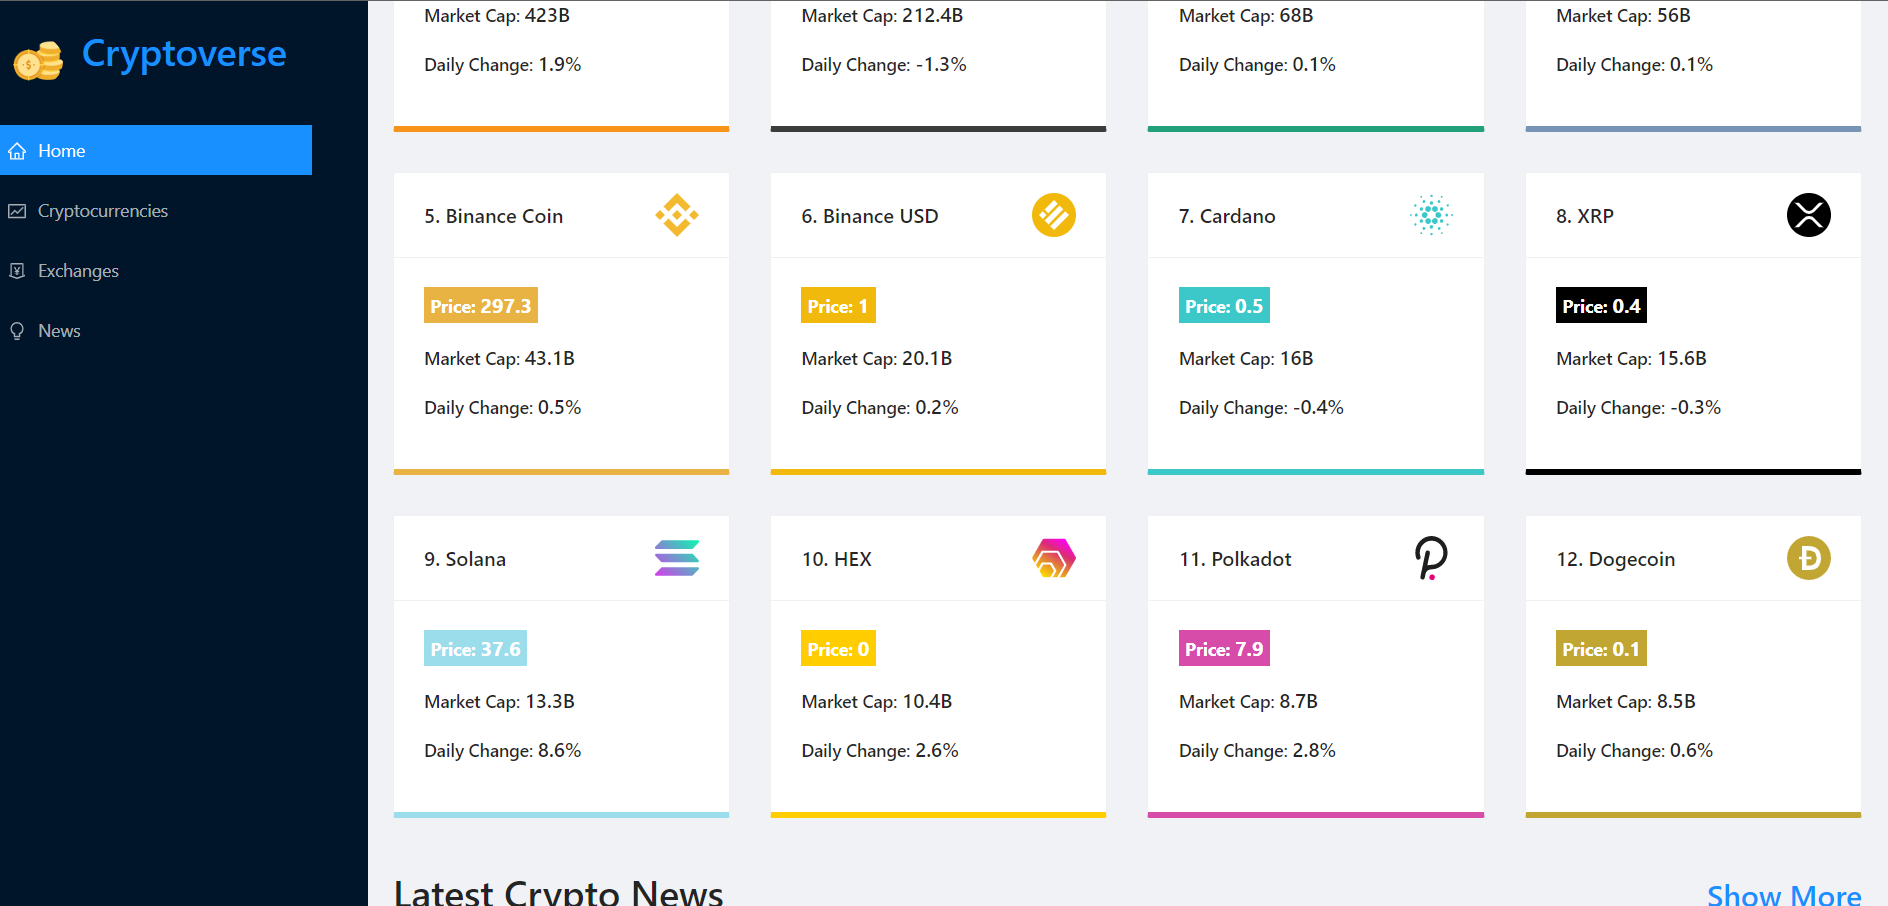 Cryptoverse
Home
Cryptocurrencies
Exchanges
News
Market Cap: 423B
Daily Change: 1.9%
Market Cap: 212.4B
Daily Change: -1.3%
Market Cap: 68B
Daily Change: 0.1%
Market Cap: 56B
Daily Change: 0.1%
5. Binance Coin
Price: 297.3
Market Cap: 43.1B
Daily Change: 0.5%
6. Binance USD
Price: 1
Market Cap: 20.1B
Daily Change: 0.2%
7. Cardano
Price: 0.5
Market Cap: 16B
Daily Change: -0.4%
8. XRP
Price: 0.4
Market Cap: 15.6B
Daily Change: -0.3%
9. Solana
Price: 37.6
Market Cap: 13.3B
Daily Change: 8.6%
10. HEX
Price: 0
Market Cap: 10.4B
Daily Change: 2.6%
11. Polkadot
Price: 7.9
Market Cap: 8.7B
Daily Change: 2.8%
12. Dogecoin
Price: 0.1
Market Cap: 8.5B
Daily Change: 0.6%
Latest Crypto News
Show More